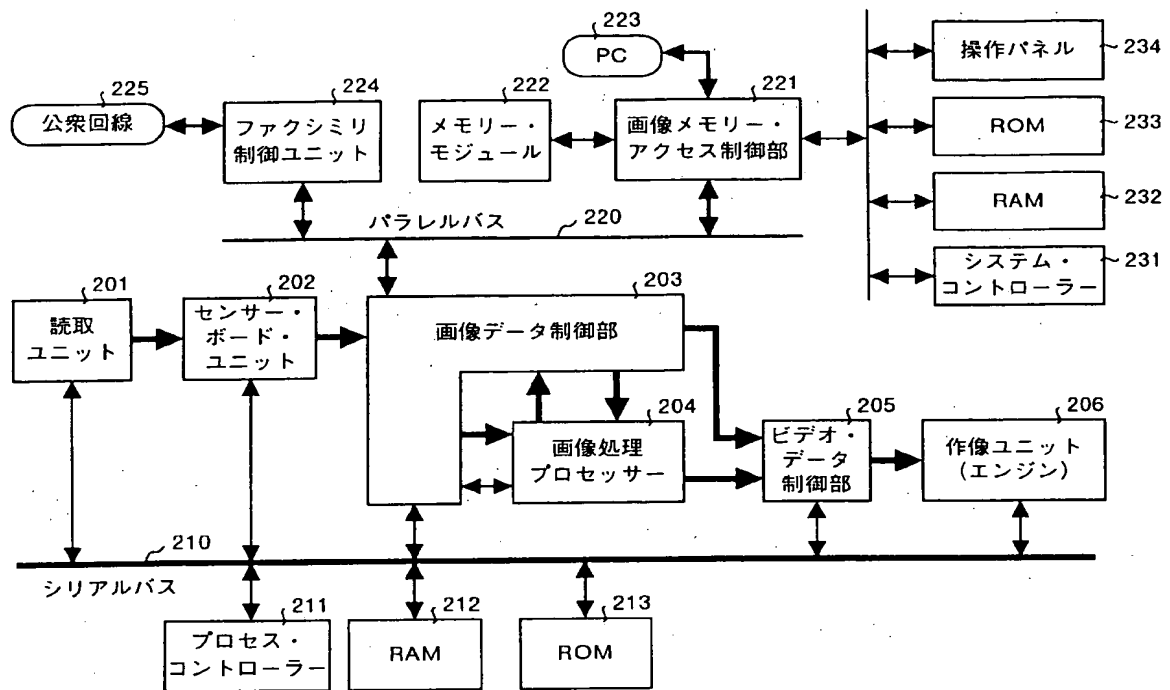 223
PC
225
公衆回線
224
ファクシミリ
制御ユニット
222
メモリー・
モジュール
221
画像メモリー・
アクセス制御部
操作パネル
234
ROM
233
RAM
232
システム・
コントローラー
231
パラレルバス
220
201
読取
ユニット
202
センサー・
ボード・
ユニット
203
画像データ制御部
204
画像処理
プロセッサー
205
ビデオ・
データ
制御部
206
作像ユニット
(エンジン)
210
シリアルバス
211
プロセス・
コントローラー
212
RAM
213
ROM